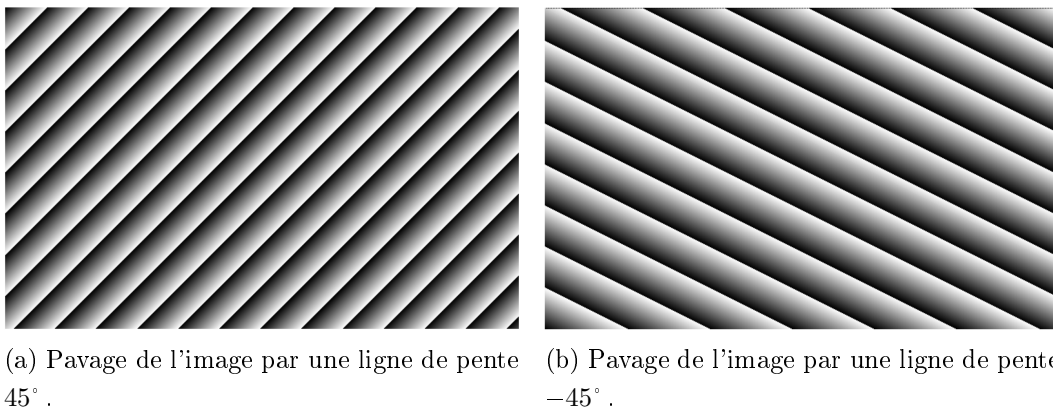 (a) Pavage de l'image par une ligne de pente
45° .
(b) Pavage de l'image par une ligne de pente
−45° .